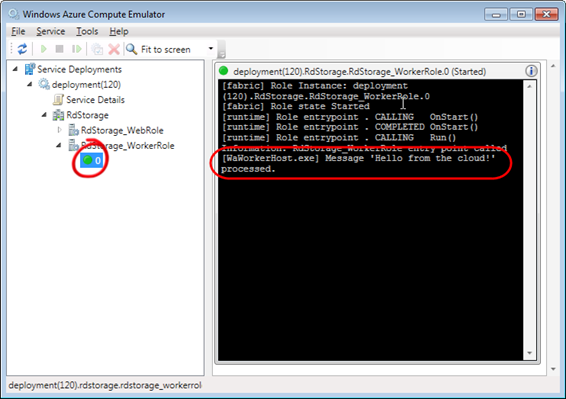 Windows Azure Compute Emulator
File Service Tools Help
Fit to screen
Service Deployments
deployment(120)
Service Details
RdStorage
RdStorage_WebRole
RdStorage_WorkerRole
0
deployment(120).RdStorage.RdStorage_WorkerRole.0 (Started)
[fabric] Role Instance: deployment
(120).RdStorage.RdStorage_WorkerRole.0
[fabric] Role state Started
[runtime] Role entrypoint . CALLING OnStart()
[runtime] Role entrypoint . COMPLETED OnStart()
[runtime] Role entrypoint . CALLING Run()
Information: RdStorage_WorkerRole entry point called
[WaWorkerHost.exe] Message 'Hello from the cloud!'
processed.
deployment(120).rdstorage.rdstorage_workerrol